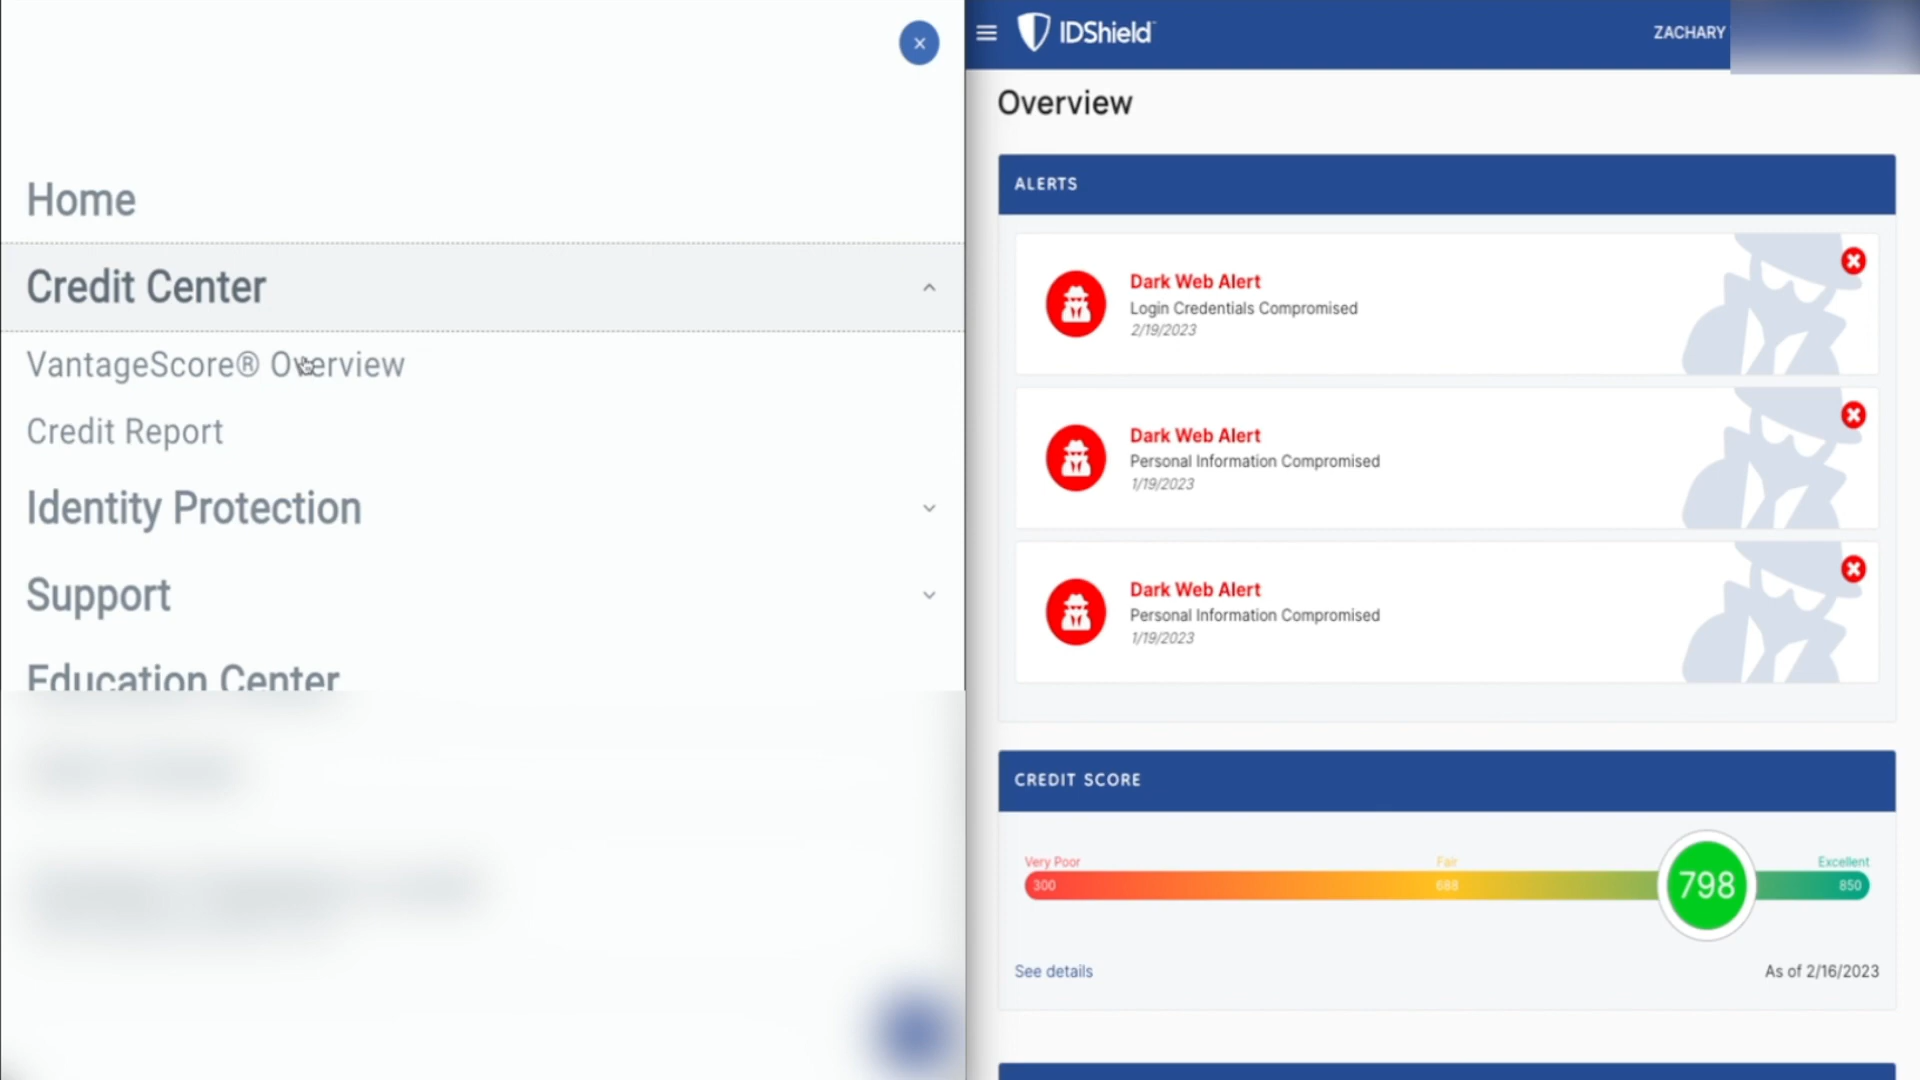 Home
Credit Center
VantageScore® Overview
Credit Report
Identity Protection
Support
Education Center
IDShield
ZACHARY
Overview
ALERTS
Dark Web Alert
Login Credentials Compromised
2/19/2023
Dark Web Alert
Personal Information Compromised
1/19/2023
Dark Web Alert
Personal Information Compromised
1/19/2023
CREDIT SCORE
Very Poor Fair Excellent
300 688 798 850
See details As of 2/16/2023